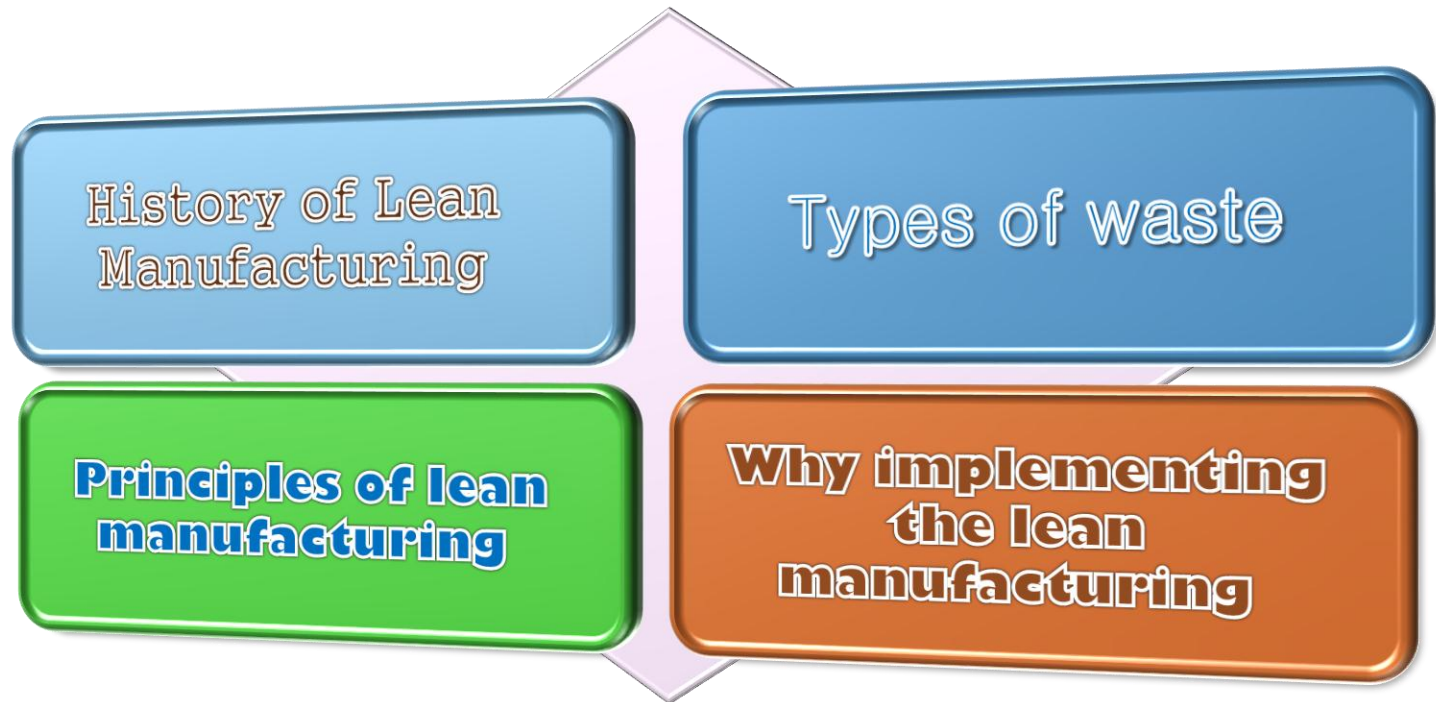 History of Lean
Manufacturing
Types of waste
Principles of lean
manufacturing
Why implementing
the lean
manufacturing